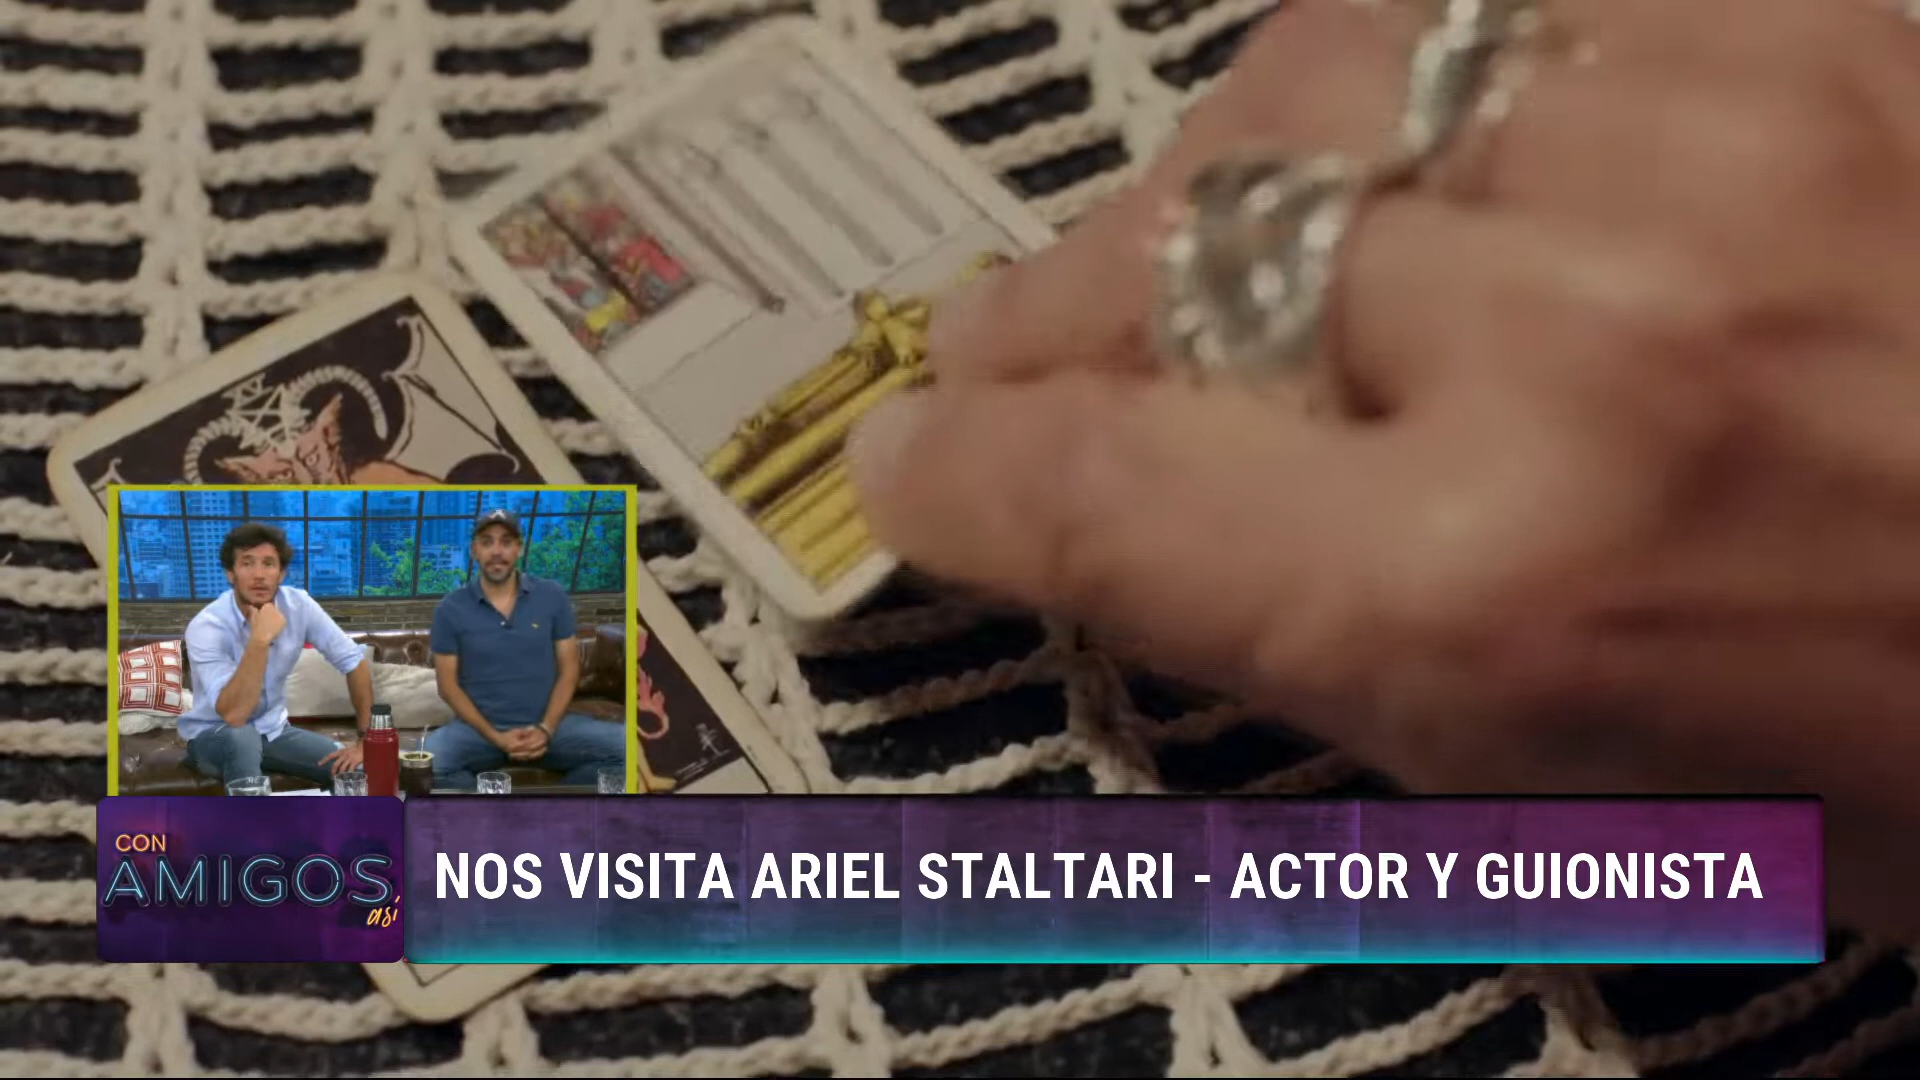 CON
AMIGOS
así
NOS VISITA ARIEL STALTARI - ACTOR Y GUIONISTA